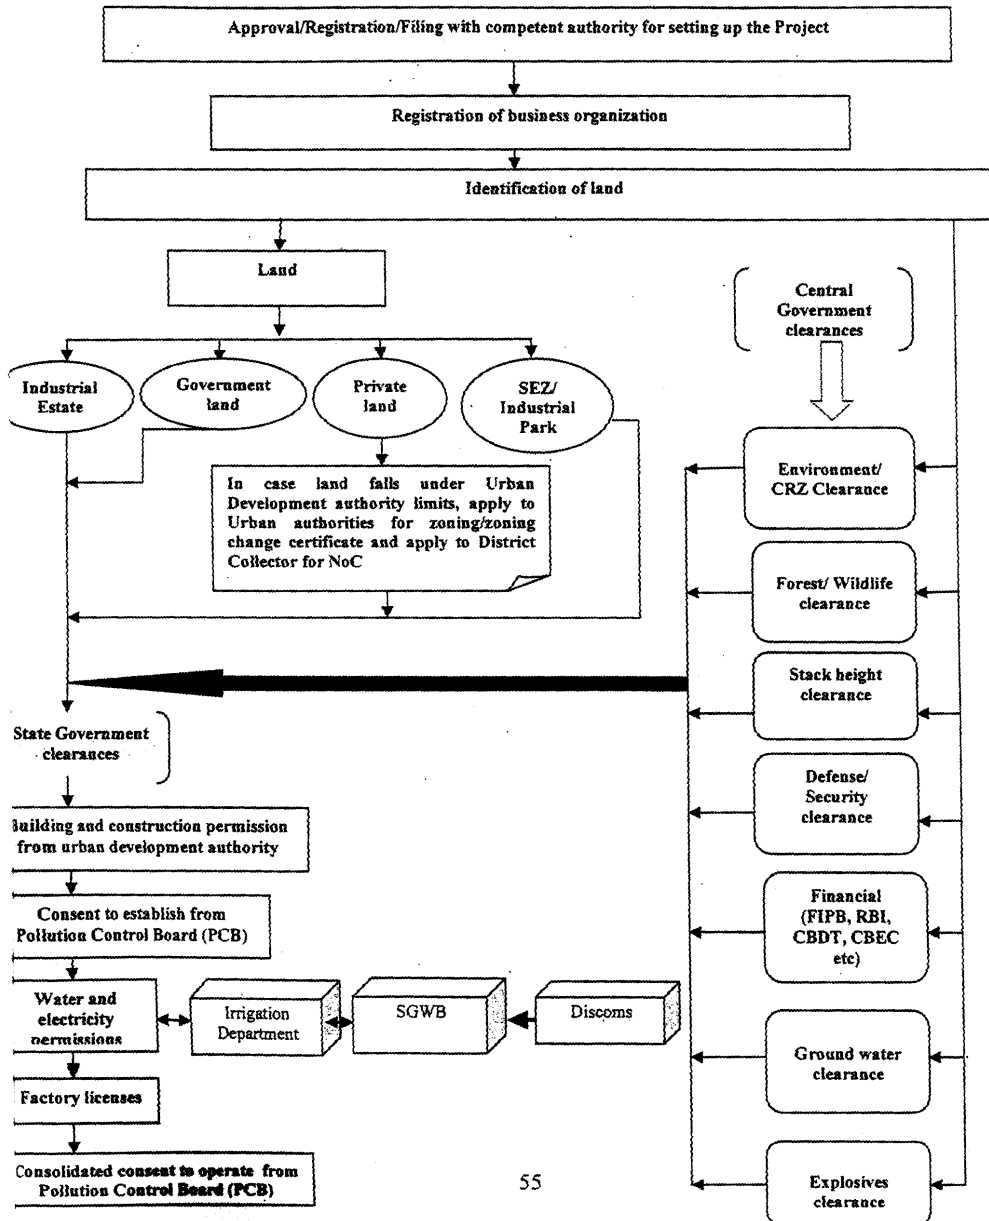 Approval/Registration/Filing with competent authority for setting up the Project
Registration of business organization
Identification of land
Land
Industrial
Estate
Government
land
Private
land
SEZ/
Industrial
Park
In case land falls under Urban
Development authority limits, apply to
Urban authorities for zoning/zoning
change certificate and apply to District
Collector for NoC
Central
Government
clearances
Environment/
CRZ Clearance
Forest/ Wildlife
clearance
Stack height
clearance
Defense/
Security
clearance
Financial
(FIPB, RBI,
CBDT, CBEC
etc)
Ground water
clearance
Explosives
clearance
State Government
clearances
Building and construction permission
from urban development authority
Consent to establish from
Pollution Control Board (PCB)
Water and
electricity
permissions
Irrigation
Department
SGWB
Discoms
Factory licenses
Consolidated consent to operate from
Pollution Control Board (PCB)
55